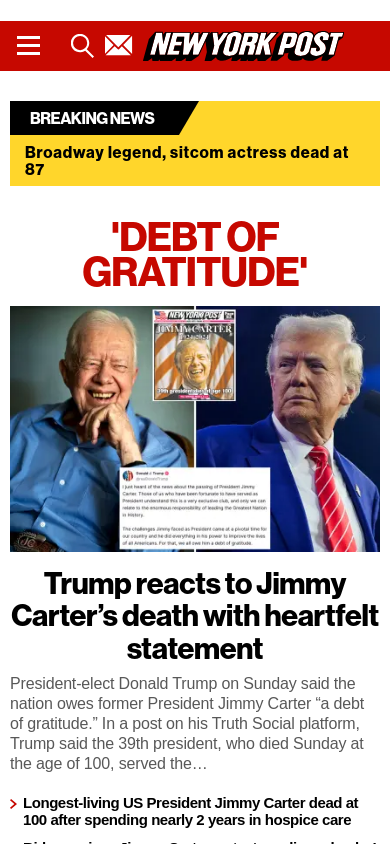 NEW YORK POST
BREAKING NEWS
Broadway legend, sitcom actress dead at
87
'DEBT OF
GRATITUDE'
NEW YORK POST
JIMMY CARTER
1924-2024
39th president dies at age 100
Donald J. Trump
I just heard of the news about the passing of President Jimmy
Carter. Those of us who have been fortunate to have served as
President understand this is a very exclusive club, and only we can
relate to the enormous responsibility of leading the Greatest Nation
in History.
The challenges Jimmy faced as President came at a pivotal time for
our country and he did everything in his power to improve the lives
of all Americans. For that, we all owe him a debt of gratitude.
Trump reacts to Jimmy
Carter’s death with heartfelt
statement
President-elect Donald Trump on Sunday said the
nation owes former President Jimmy Carter “a debt
of gratitude.” In a post on his Truth Social platform,
Trump said the 39th president, who died Sunday at
the age of 100, served the…
Longest-living US President Jimmy Carter dead at
100 after spending nearly 2 years in hospice care